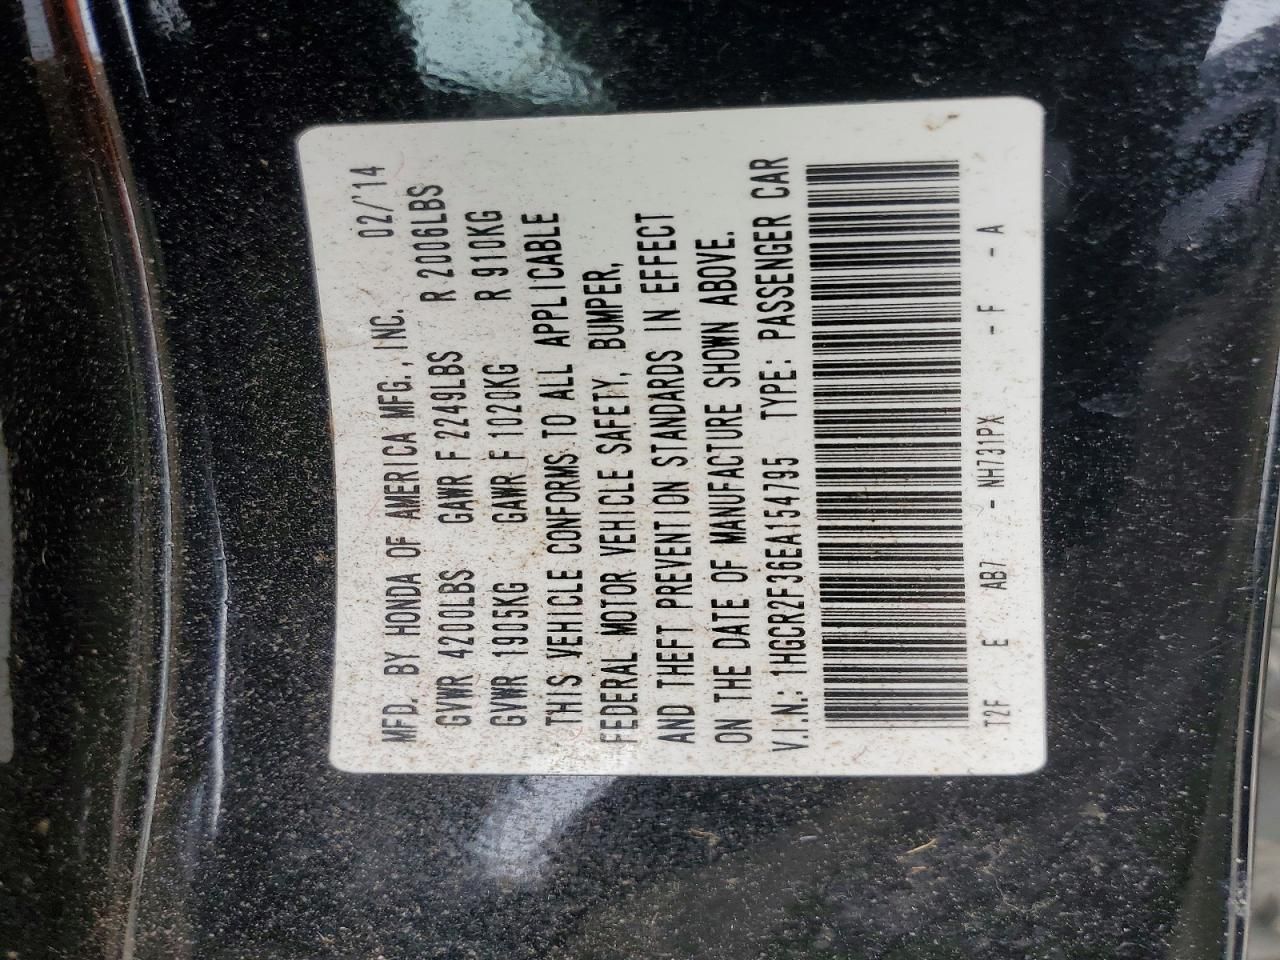 MFD. BY HONDA OF AMERICA MFG., INC. 02/'14
GVWR 4200LBS GAWR F 2249LBS R 2006LBS
GVWR 1905KG GAWR F 1020KG R 910KG
THIS VEHICLE CONFORMS TO ALL APPLICABLE
FEDERAL MOTOR VEHICLE SAFETY, BUMPER,
AND THEFT PREVENTION STANDARDS IN EFFECT
ON THE DATE OF MANUFACTURE SHOWN ABOVE.
V.I.N.: 1HGCR2F36EA154795 TYPE: PASSENGER CAR
T2F E AB7 - NH731PX - F - A